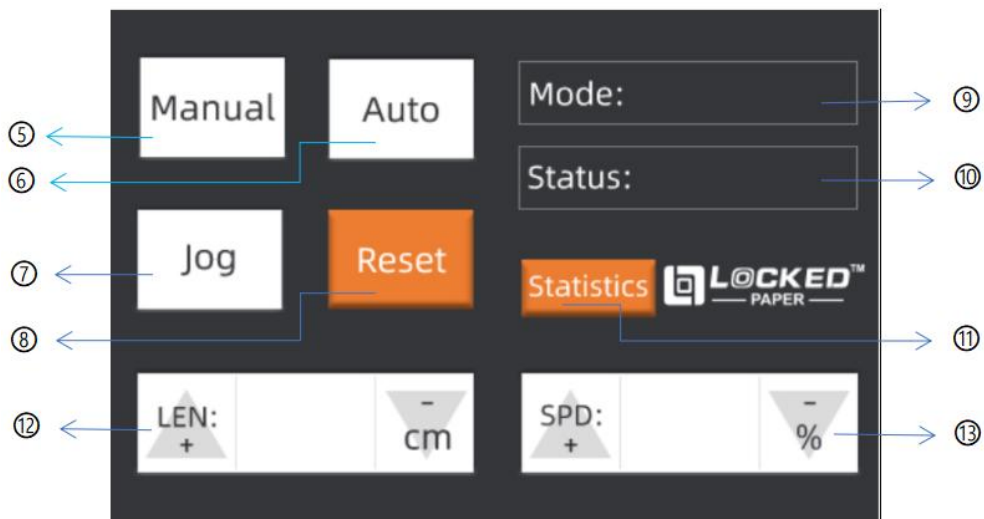 Manual
Auto
Mode:
⑤
⑥
⑨
Status:
⑩
Jog
Reset
⑦
⑧
Statistics
LOCKED™
PAPER
⑪
⑫
LEN:
+
-
cm
SPD:
+
-
%
⑬